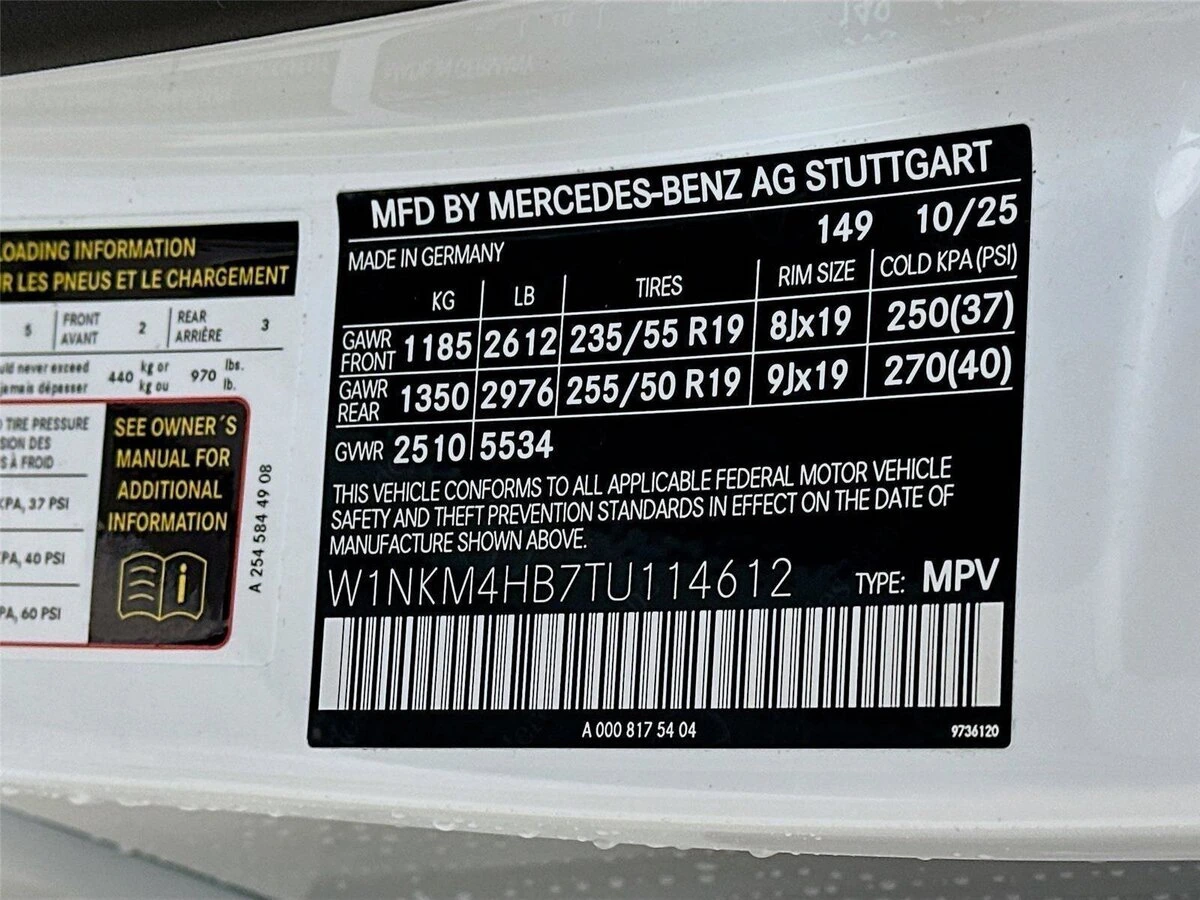 LOADING INFORMATION
R LES PNEUS ET LE CHARGEMENT
5 FRONT AVANT 2 REAR ARRIÈRE 3
uld never exceed 440 kg or 970 lbs.
jamais dépasser kg ou lb.
TIRE PRESSURE
SION DES
S À FROID
KPA, 37 PSI
PA, 40 PSI
PA, 60 PSI
SEE OWNER´S
MANUAL FOR
ADDITIONAL
INFORMATION
i
A 254 584 49 08
MFD BY MERCEDES-BENZ AG STUTTGART
MADE IN GERMANY 149 10/25
KG LB TIRES RIM SIZE COLD KPA(PSI)
GAWR FRONT 1185 2612 235/55 R19 8Jx19 250(37)
GAWR REAR 1350 2976 255/50 R19 9Jx19 270(40)
GVWR 2510 5534
THIS VEHICLE CONFORMS TO ALL APPLICABLE FEDERAL MOTOR VEHICLE
SAFETY AND THEFT PREVENTION STANDARDS IN EFFECT ON THE DATE OF
MANUFACTURE SHOWN ABOVE.
W1NKM4HB7TU114612 TYPE: MPV
A 000 817 54 04
9736120